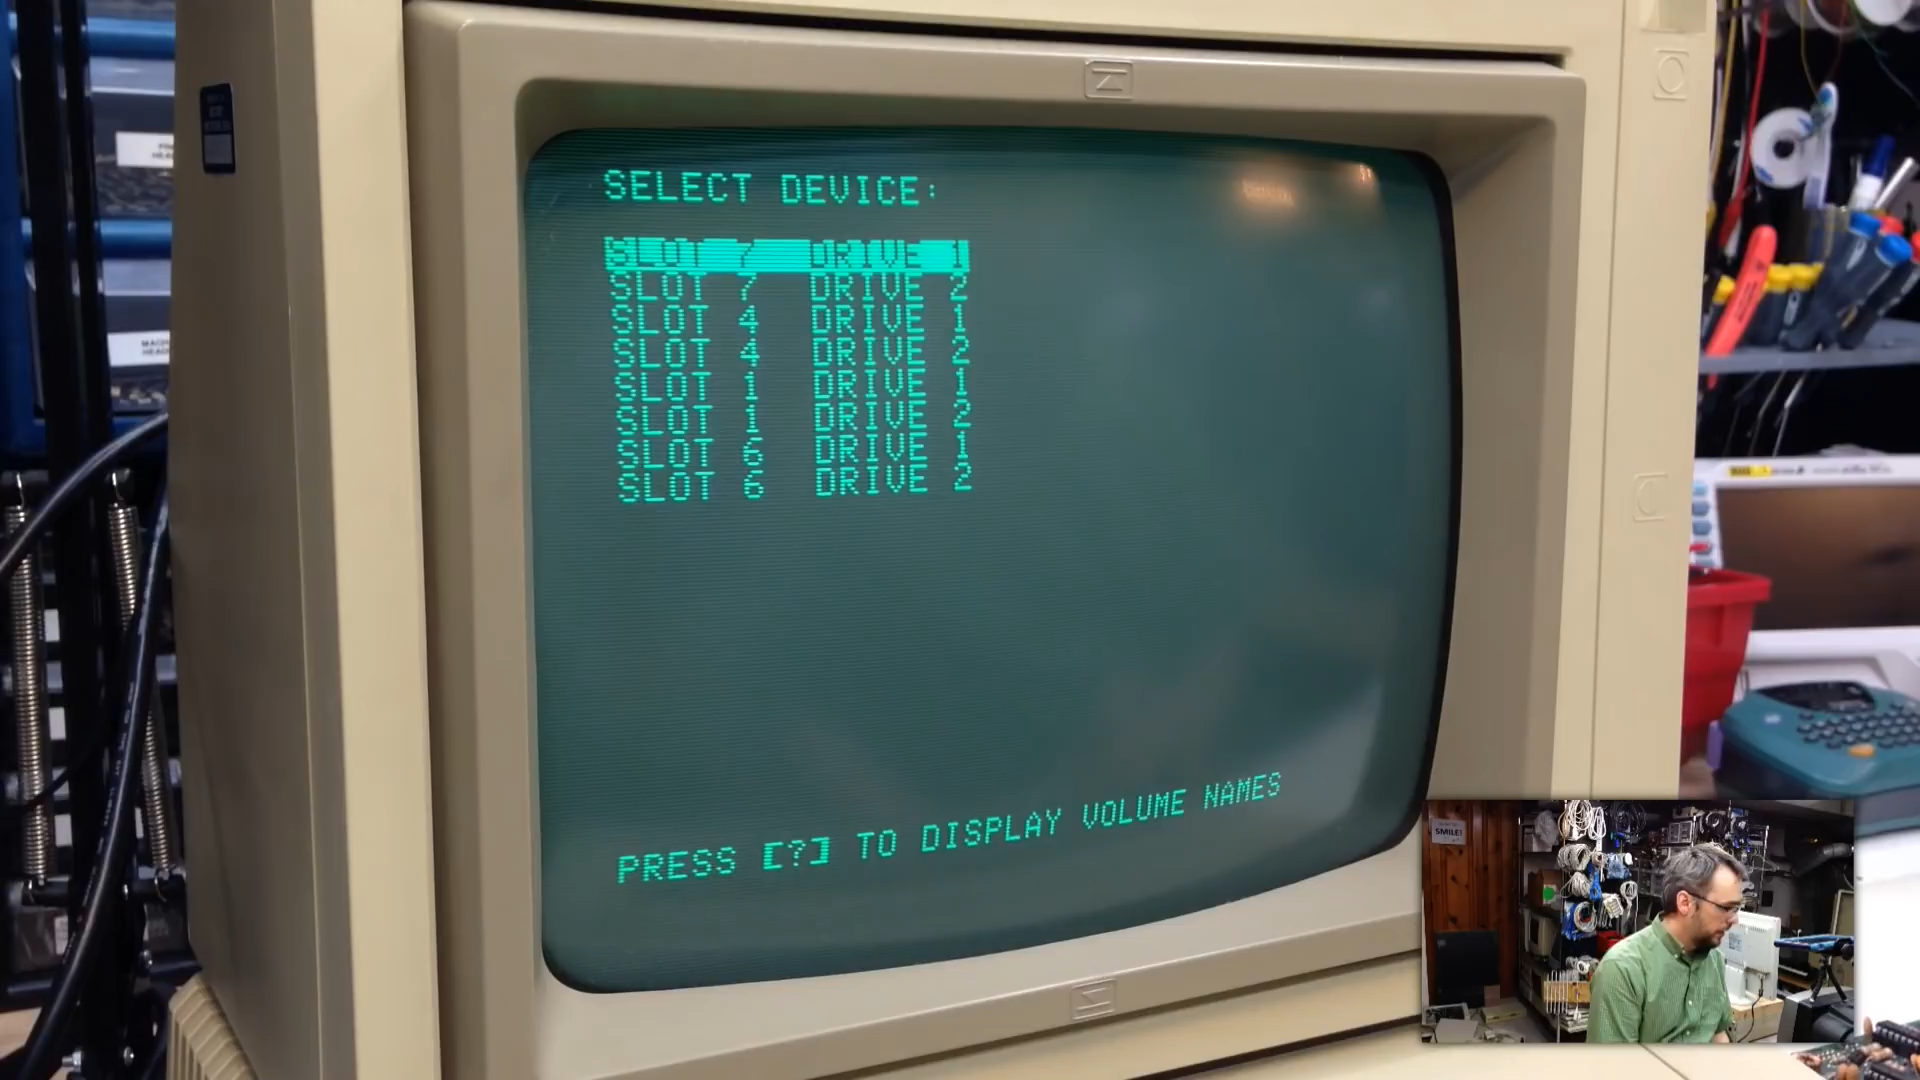 SELECT DEVICE:
SLOT 7 DRIVE 1
SLOT 7 DRIVE 2
SLOT 4 DRIVE 1
SLOT 4 DRIVE 2
SLOT 1 DRIVE 1
SLOT 1 DRIVE 2
SLOT 6 DRIVE 1
SLOT 6 DRIVE 2
PRESS [?] TO DISPLAY VOLUME NAMES
SMILE!